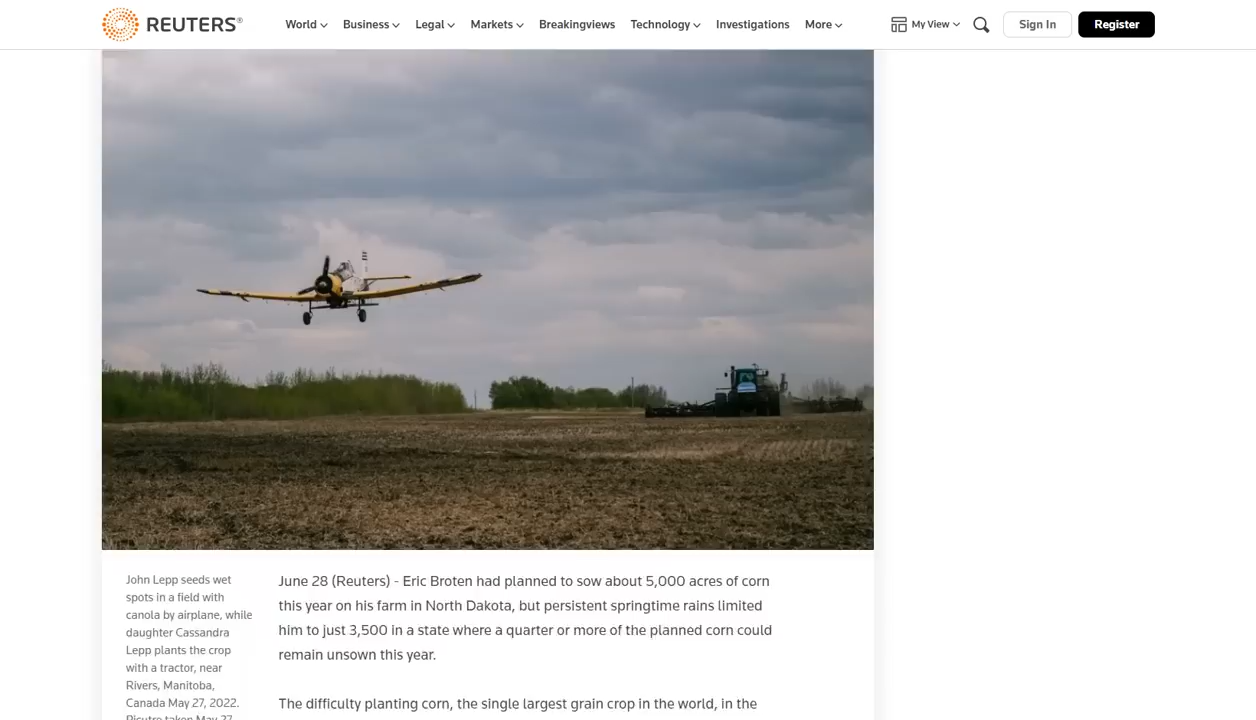 REUTERS®
World
Business
Legal
Markets
Breakingviews
Technology
Investigations
More
My View
Sign In
Register
John Lepp seeds wet
spots in a field with
canola by airplane, while
daughter Cassandra
Lepp plants the crop
with a tractor, near
Rivers, Manitoba,
Canada May 27, 2022.
Picutre taken May 27
June 28 (Reuters) - Eric Broten had planned to sow about 5,000 acres of corn
this year on his farm in North Dakota, but persistent springtime rains limited
him to just 3,500 in a state where a quarter or more of the planned corn could
remain unsown this year.
The difficulty planting corn, the single largest grain crop in the world, in the